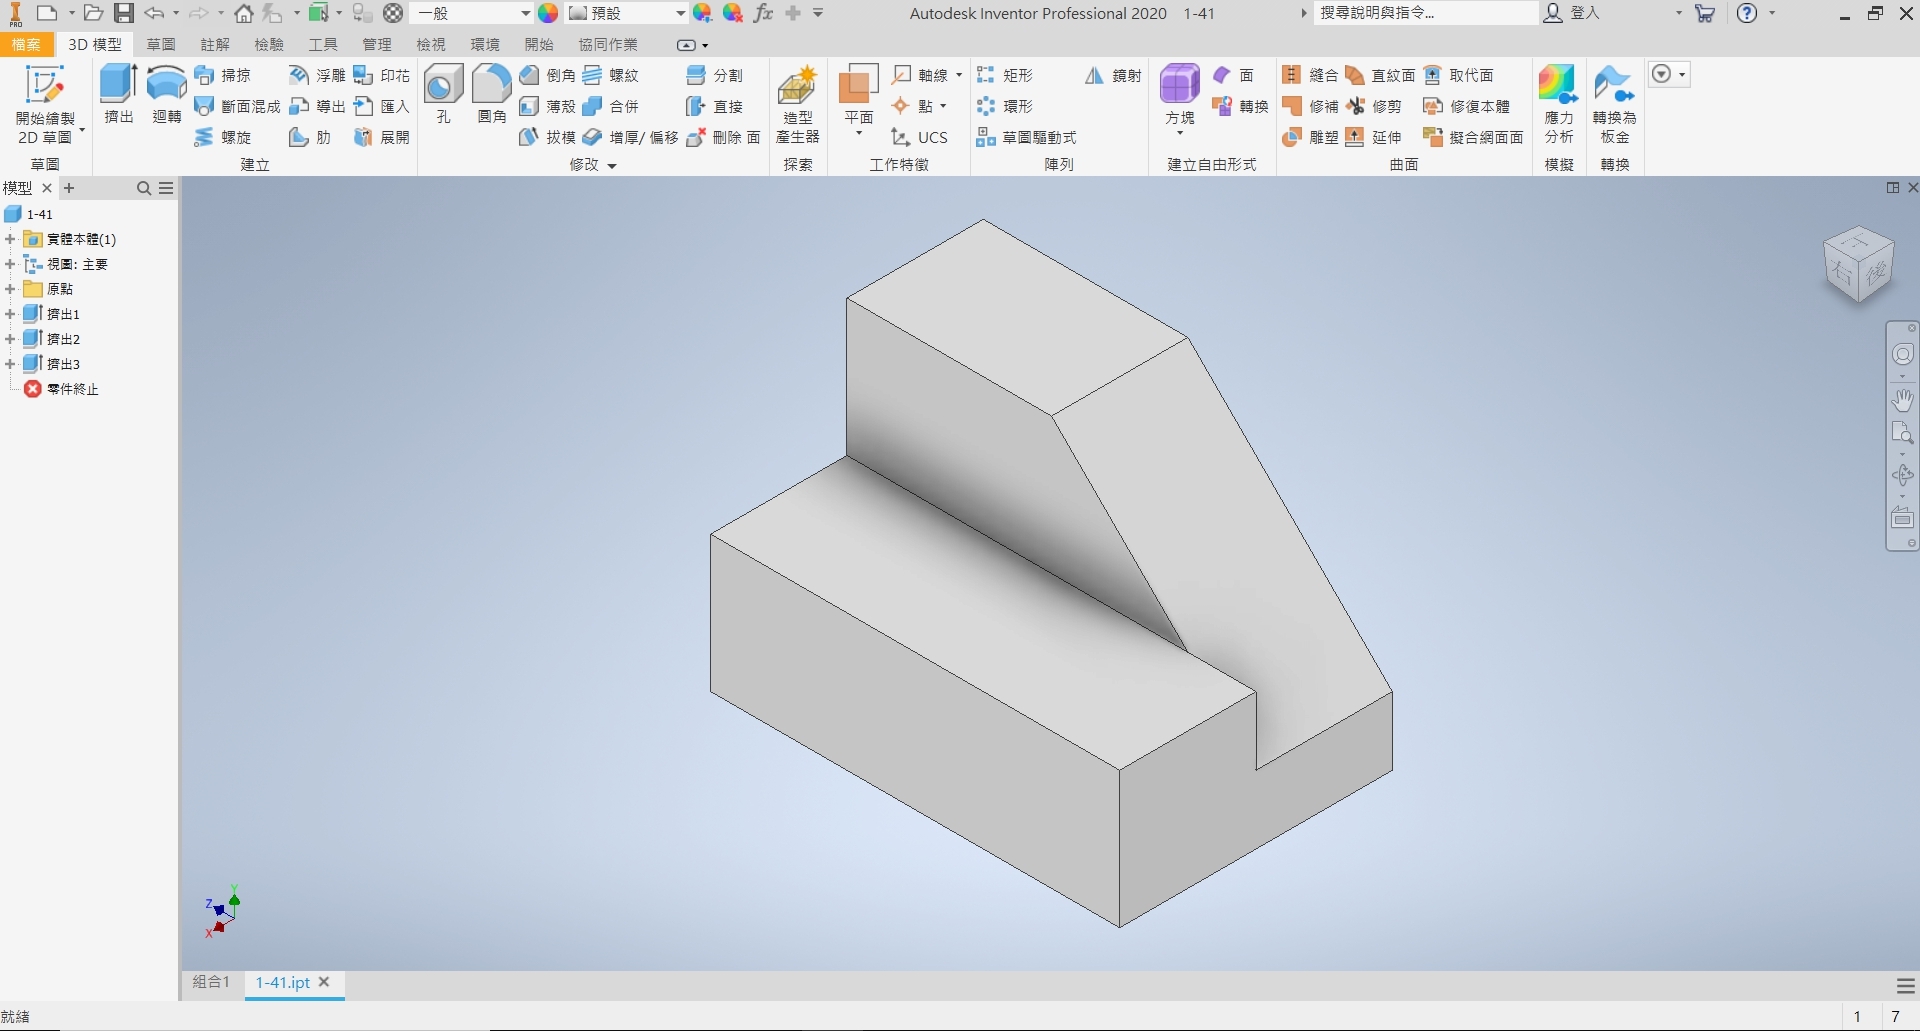 PRO
一般
預設
fx
Autodesk Inventor Professional 2020 1-41
搜尋說明與指令...
登入
檔案
3D 模型
草圖
註解
檢驗
工具
管理
檢視
環境
開始
協同作業
開始繪製
2D 草圖
草圖
擠出
迴轉
掃掠
斷面混成
螺旋
浮雕
導出
肋
印花
匯入
展開
建立
孔
圓角
倒角
薄殼
拔模
螺紋
合併
增厚/ 偏移
分割
直接
刪除 面
修改
造型
產生器
探索
平面
軸線
點
UCS
工作特徵
矩形
環形
草圖驅動式
鏡射
陣列
方塊
面
轉換
建立自由形式
縫合
修補
雕塑
直紋面
修剪
延伸
取代面
修復本體
擬合網面面
曲面
應力
分析
模擬
轉換為
板金
轉換
模型
1-41
實體本體(1)
視圖: 主要
原點
擠出1
擠出2
擠出3
零件終止
上
右
後
Y
Z
X
組合1
1-41.ipt
就緒
1
7